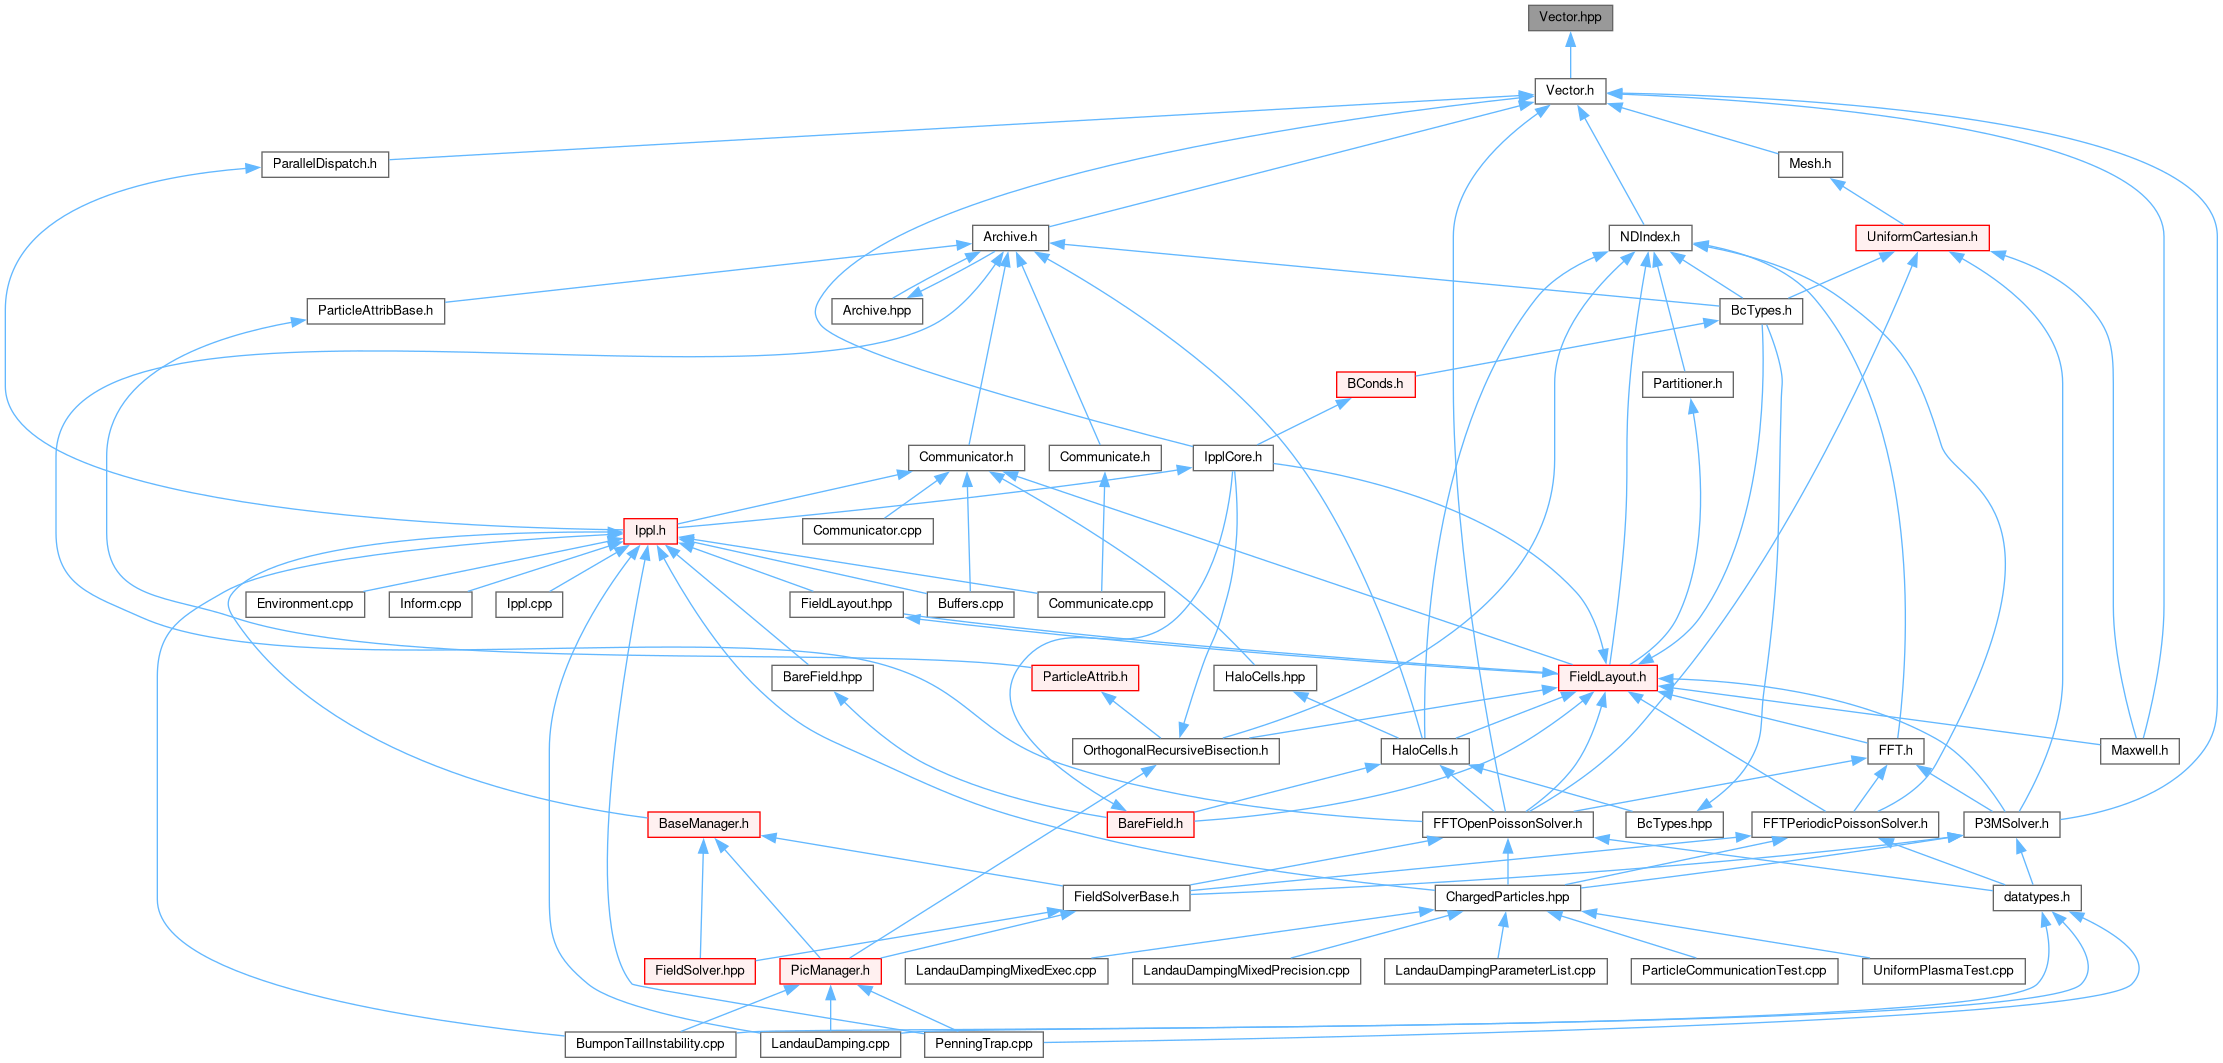 Vector.hpp
Vector.h
ParallelDispatch.h
Mesh.h
Archive.h
NDIndex.h
UniformCartesian.h
ParticleAttribBase.h
Archive.hpp
BcTypes.h
BConds.h
Partitioner.h
Communicator.h
Communicate.h
IpplCore.h
Ippl.h
Communicator.cpp
Environment.cpp
Inform.cpp
Ippl.cpp
FieldLayout.hpp
Buffers.cpp
Communicate.cpp
BareField.hpp
ParticleAttrib.h
HaloCells.hpp
FieldLayout.h
OrthogonalRecursiveBisection.h
HaloCells.h
FFT.h
Maxwell.h
BaseManager.h
BareField.h
FFTOpenPoissonSolver.h
BcTypes.hpp
FFTPeriodicPoissonSolver.h
P3MSolver.h
FieldSolverBase.h
ChargedParticles.hpp
datatypes.h
FieldSolver.hpp
PicManager.h
LandauDampingMixedExec.cpp
LandauDampingMixedPrecision.cpp
LandauDampingParameterList.cpp
ParticleCommunicationTest.cpp
UniformPlasmaTest.cpp
BumponTailInstability.cpp
LandauDamping.cpp
PenningTrap.cpp